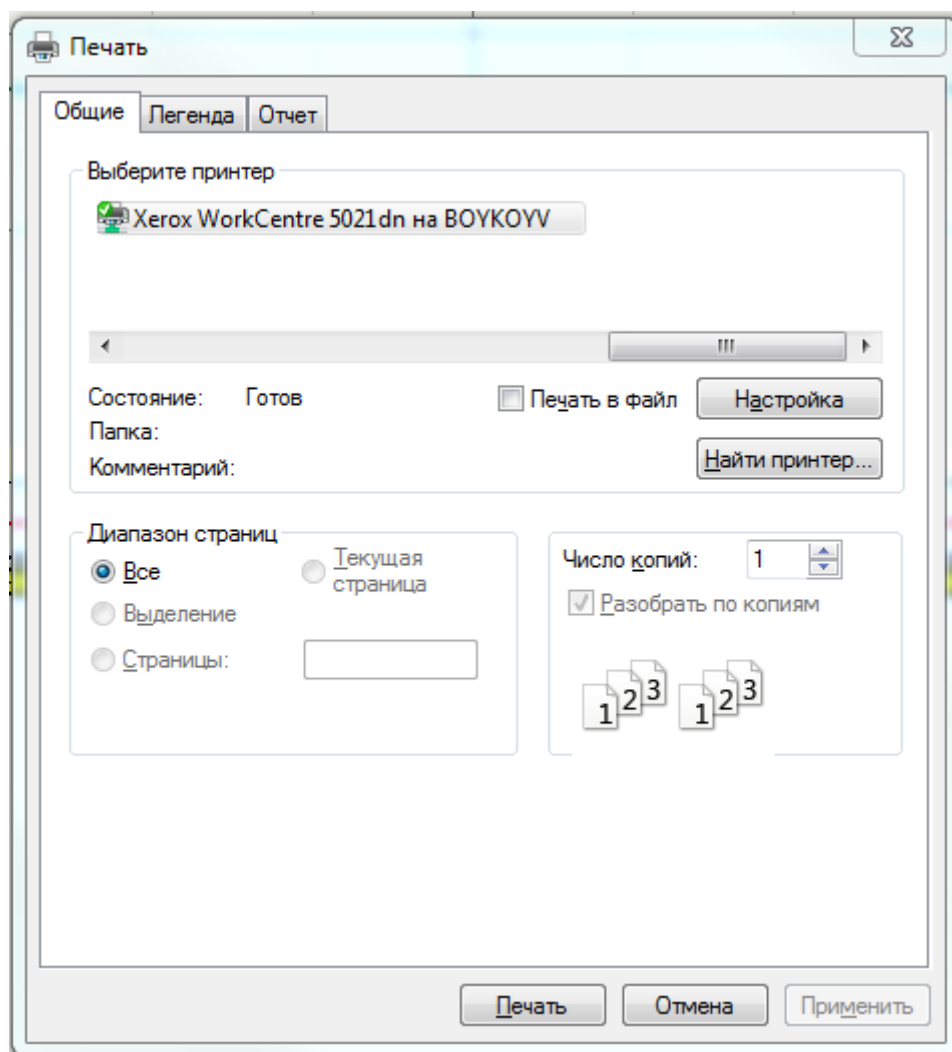 Печать
Общие Легенда Отчет
Выберите принтер
Xerox WorkCentre 5021dn на BOYKOYV
Состояние: Готов
Печать в файл
Настройка
Папка:
Комментарий:
Найти принтер...
Диапазон страниц
Все
Текущая
страница
Выделение
Страницы:
Число копий: 1
Разобрать по копиям
1 2 3 1 2 3
Печать Отмена Применить